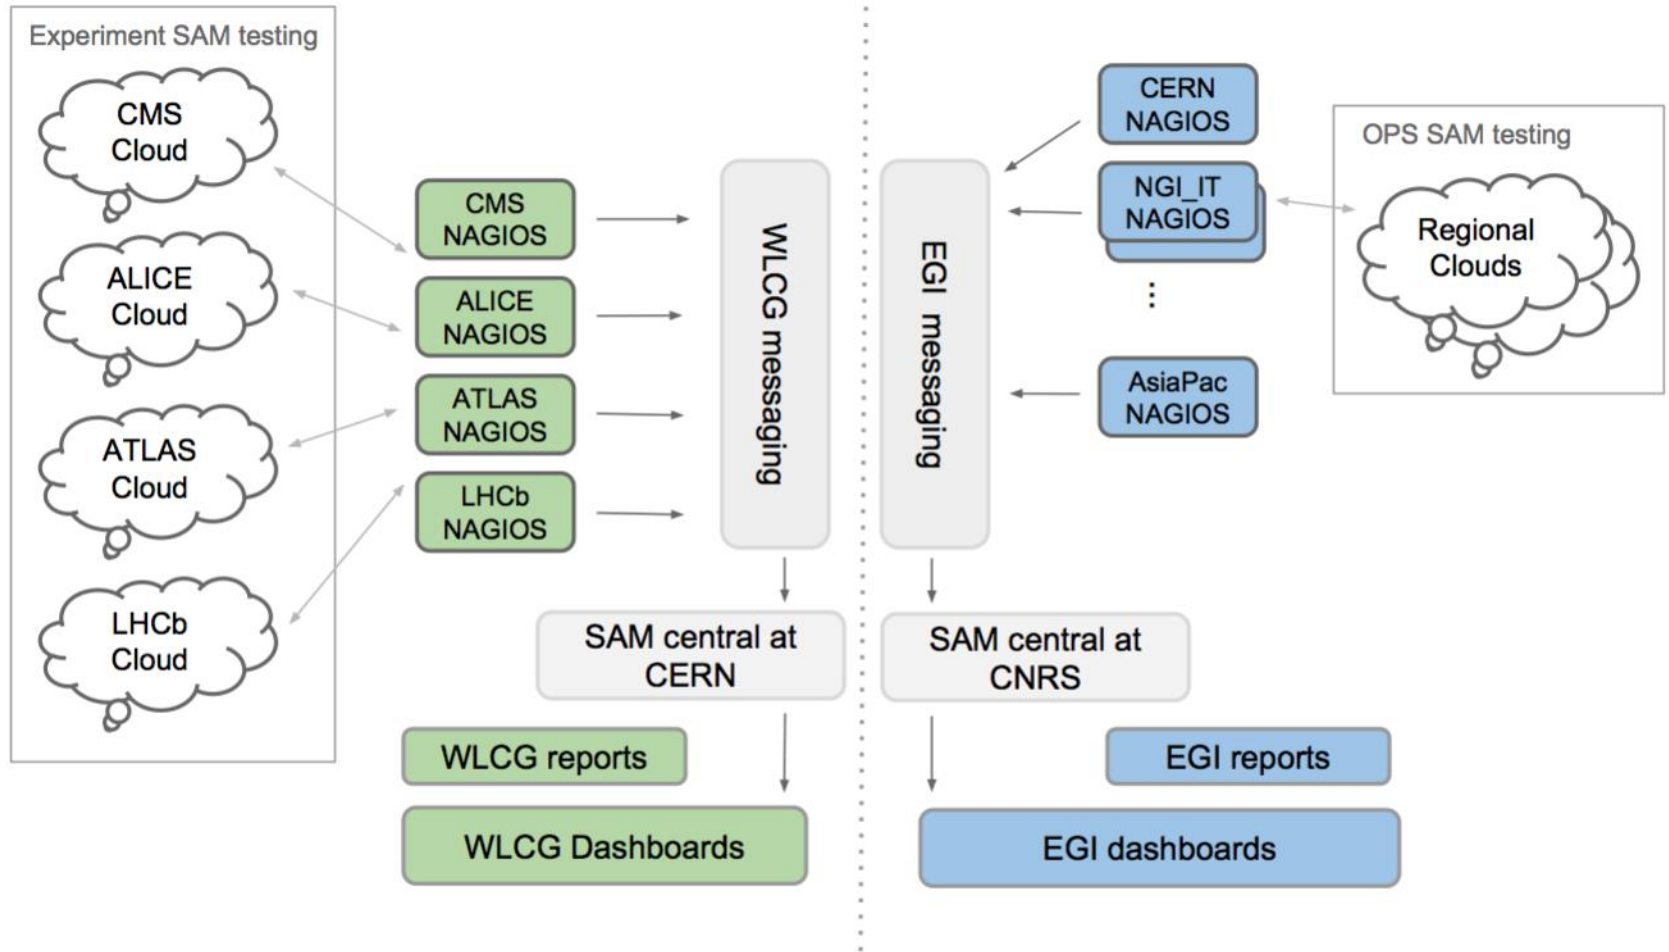 Experiment SAM testing
CMS
Cloud
ALICE
Cloud
ATLAS
Cloud
LHCb
Cloud
CMS
NAGIOS
ALICE
NAGIOS
ATLAS
NAGIOS
LHCb
NAGIOS
WLCG messaging
SAM central at
CERN
WLCG reports
WLCG Dashboards
EGI messaging
CERN
NAGIOS
NGI_IT
NAGIOS
...
AsiaPac
NAGIOS
OPS SAM testing
Regional
Clouds
SAM central at
CNRS
EGI reports
EGI dashboards